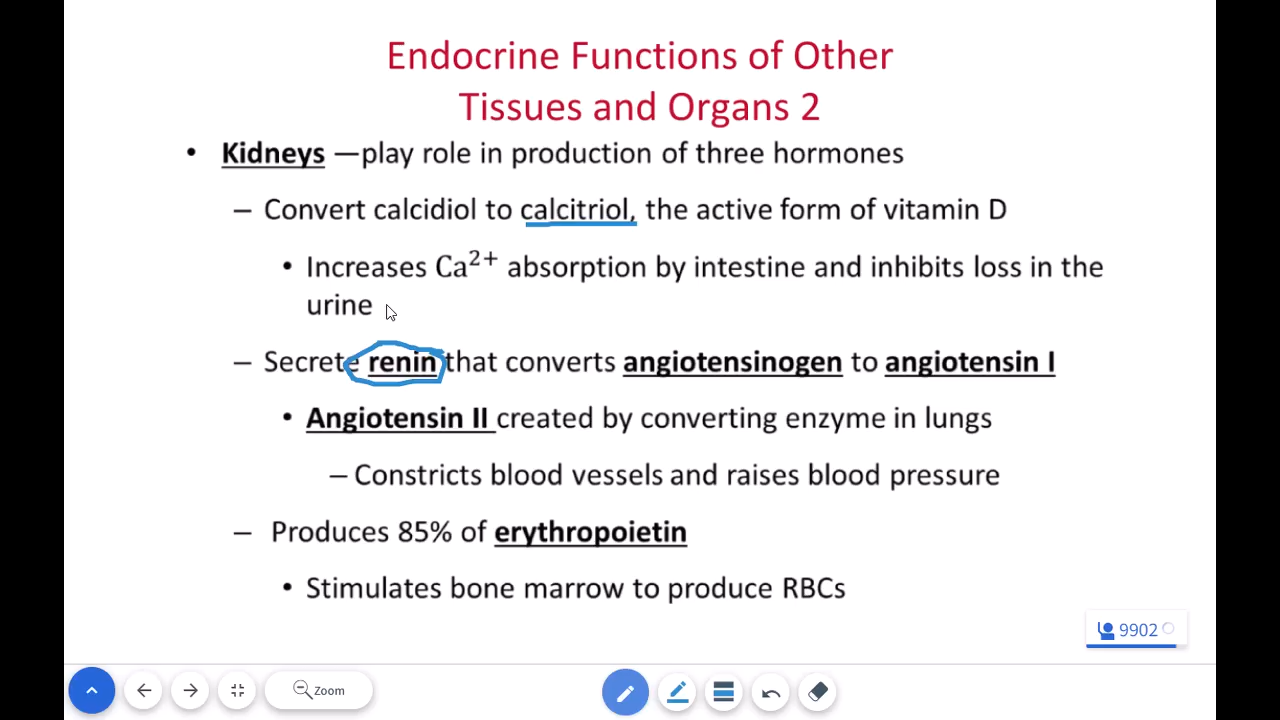 Endocrine Functions of Other
Tissues and Organs 2
• Kidneys —play role in production of three hormones
– Convert calcidiol to calcitriol, the active form of vitamin D
• Increases Ca²⁺ absorption by intestine and inhibits loss in the
urine
– Secrete renin that converts angiotensinogen to angiotensin I
• Angiotensin II created by converting enzyme in lungs
– Constricts blood vessels and raises blood pressure
– Produces 85% of erythropoietin
• Stimulates bone marrow to produce RBCs
9902
Zoom